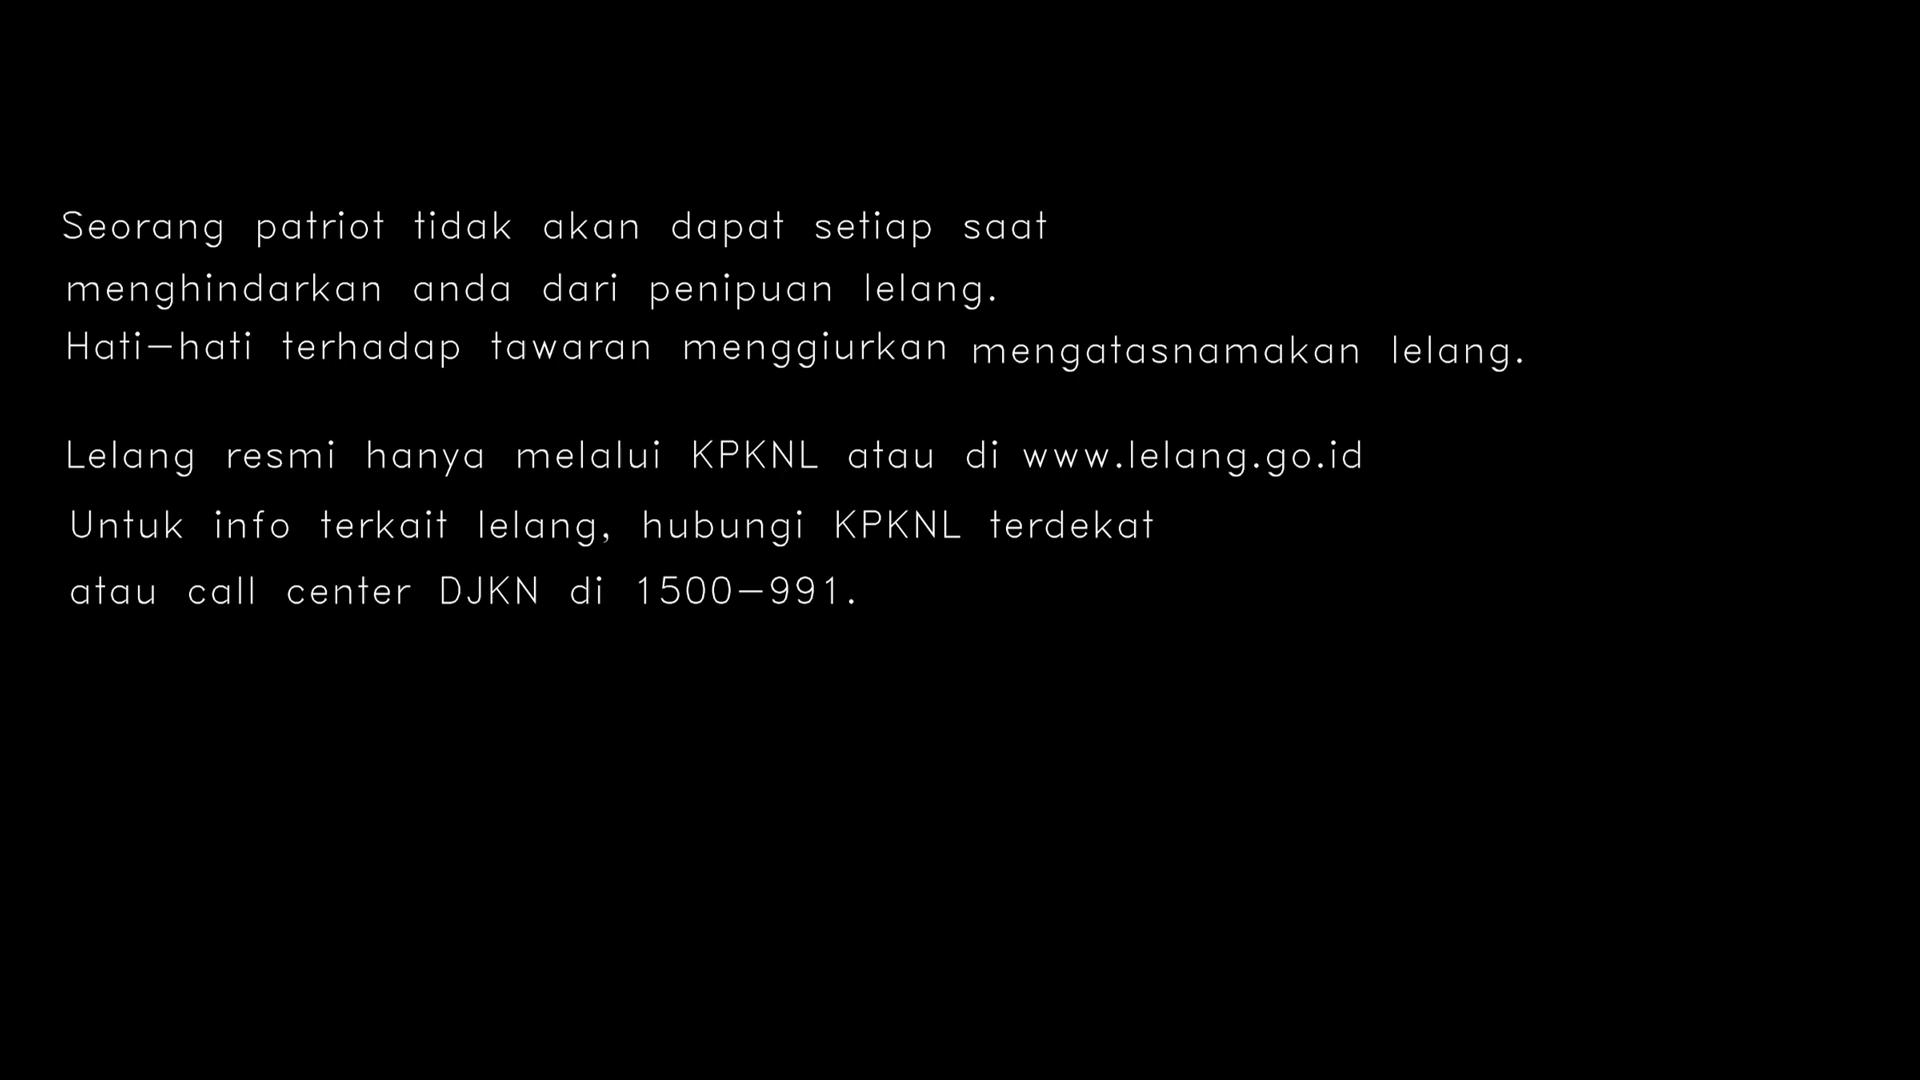 Seorang patriot tidak akan dapat setiap saat
menghindarkan anda dari penipuan lelang.
Hati-hati terhadap tawaran menggiurkan mengatasnamakan lelang.
Lelang resmi hanya melalui KPKNL atau di www.lelang.go.id
Untuk info terkait lelang, hubungi KPKNL terdekat
atau call center DJKN di 1500-991.